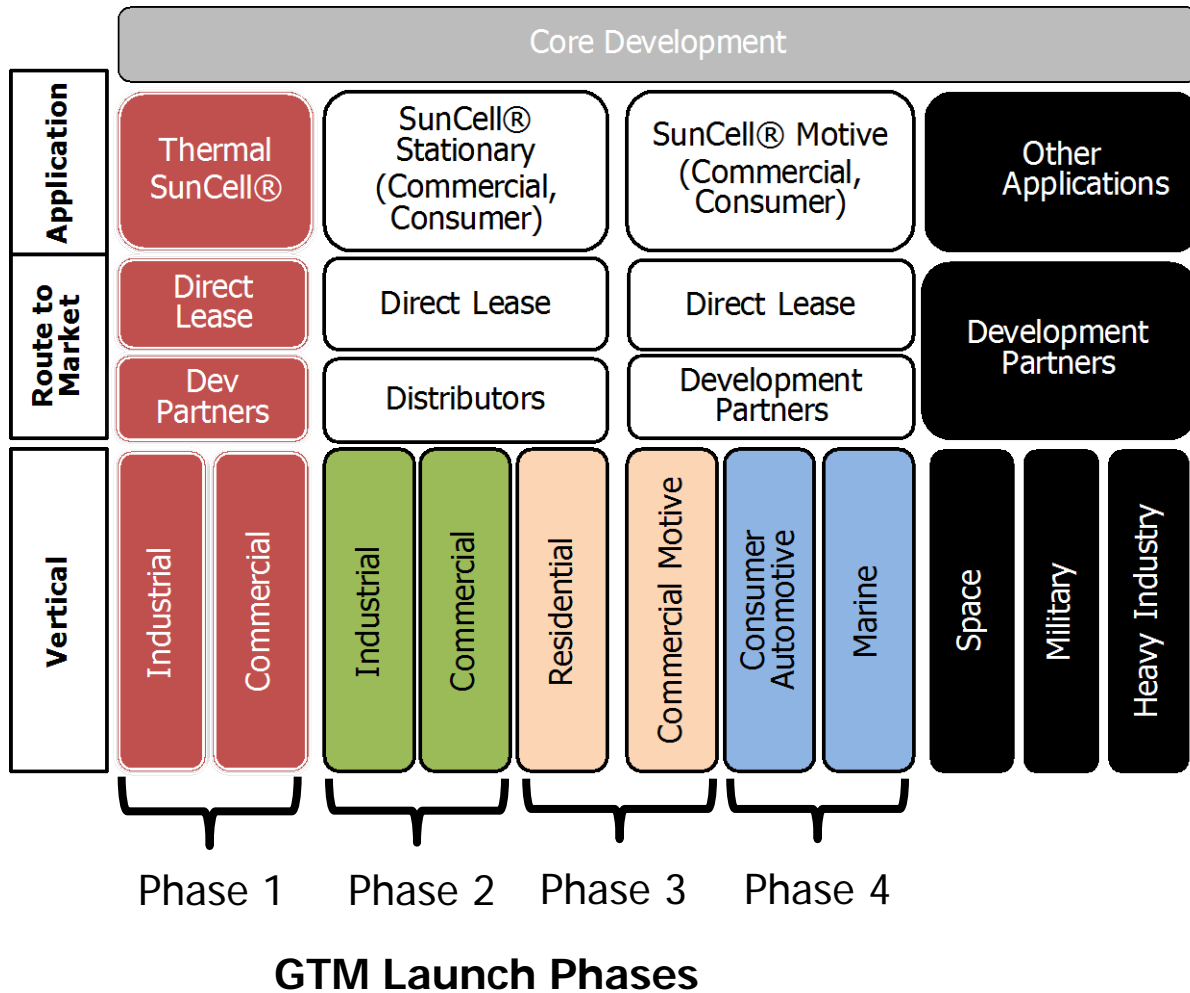 Core Development
Application
Thermal
SunCell®
SunCell®
Stationary
(Commercial,
Consumer)
SunCell® Motive
(Commercial,
Consumer)
Other
Applications
Route to
Market
Direct
Lease
Direct Lease
Direct Lease
Development
Partners
Dev
Partners
Distributors
Development
Partners
Vertical
Industrial
Commercial
Industrial
Commercial
Residential
Commercial Motive
Consumer
Automotive
Marine
Space
Military
Heavy Industry
Phase 1
Phase 2
Phase 3
Phase 4
GTM Launch Phases